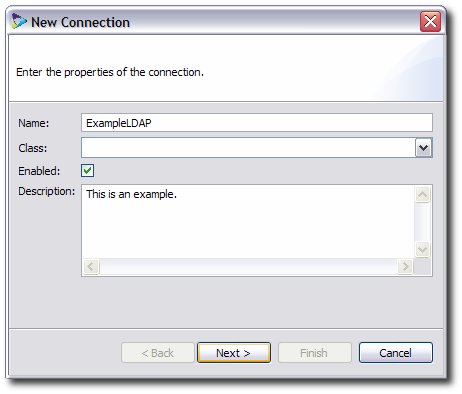 New Connection
Enter the properties of the connection.
Name: ExampleLDAP
Class:
Enabled:
Description: This is an example.
< Back Next > Finish Cancel